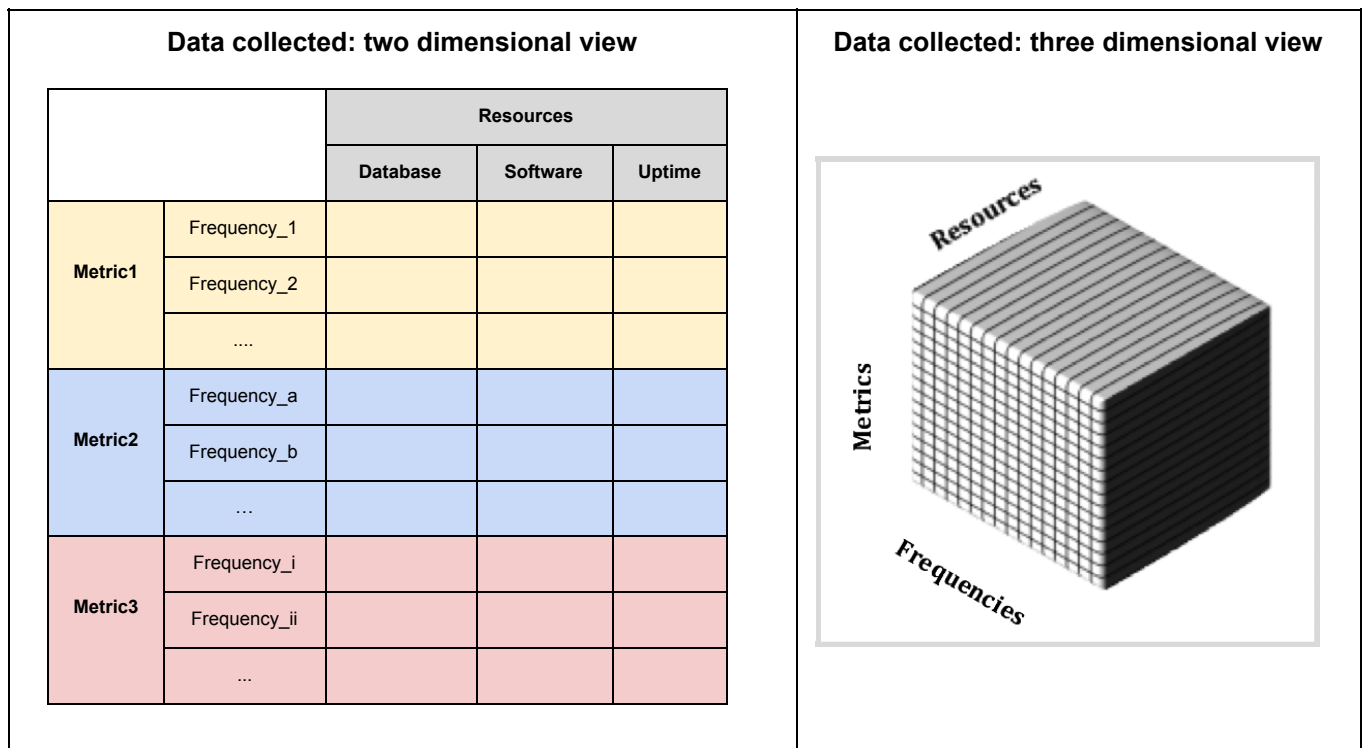 Data collected: two dimensional view
Resources
Database Software Uptime
Metric1
Frequency_1
Frequency_2
....
Metric2
Frequency_a
Frequency_b
…
Metric3
Frequency_i
Frequency_ii
...
Data collected: three dimensional view
Resources
Metrics
Frequencies